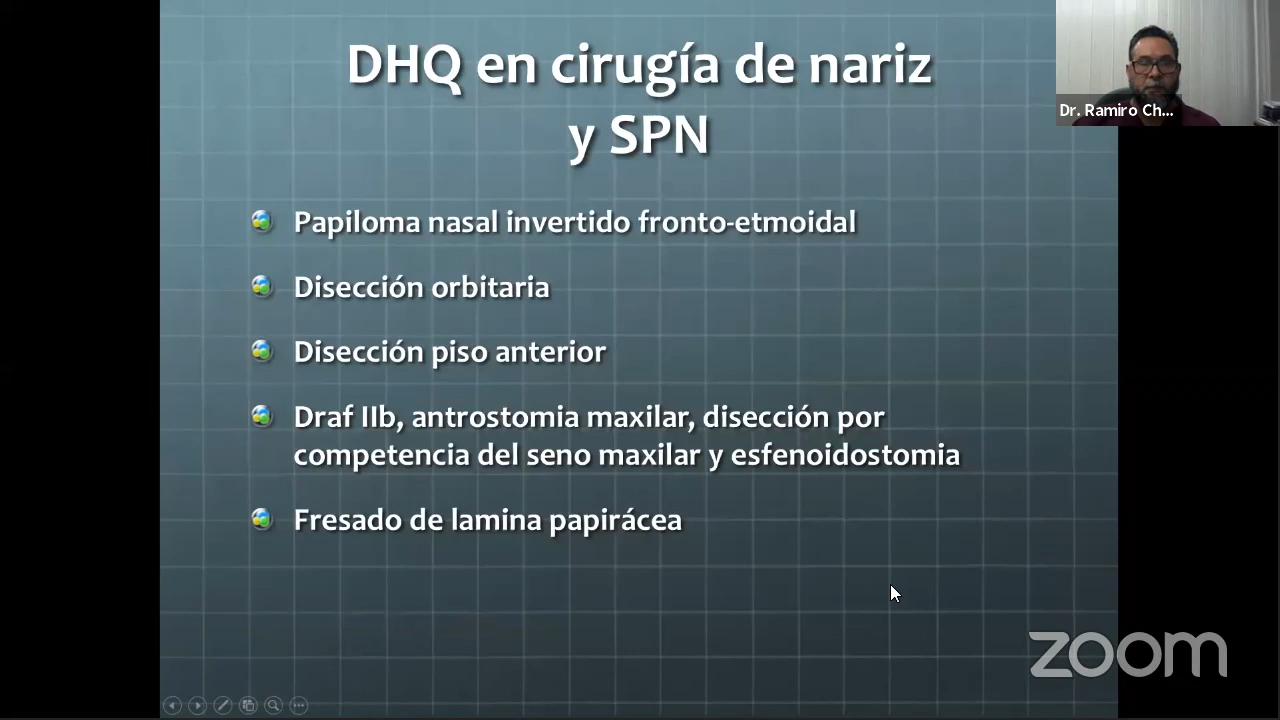 DHQ en cirugía de nariz
y SPN
Dr. Ramiro Ch...
Papiloma nasal invertido fronto-etmoidal
Disección orbitaria
Disección piso anterior
Draf IIb, antrostomia maxilar, disección por
competencia del seno maxilar y esfenoidostomia
Fresado de lamina papirácea
zoom